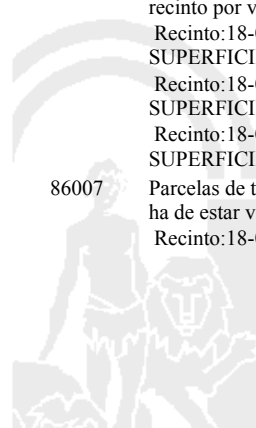 recinto por v
Recinto:18-
SUPERFICI
Recinto:18-
SUPERFICI
Recinto:18-
SUPERFICI
86007 Parcelas de t
ha de estar v
Recinto:18-